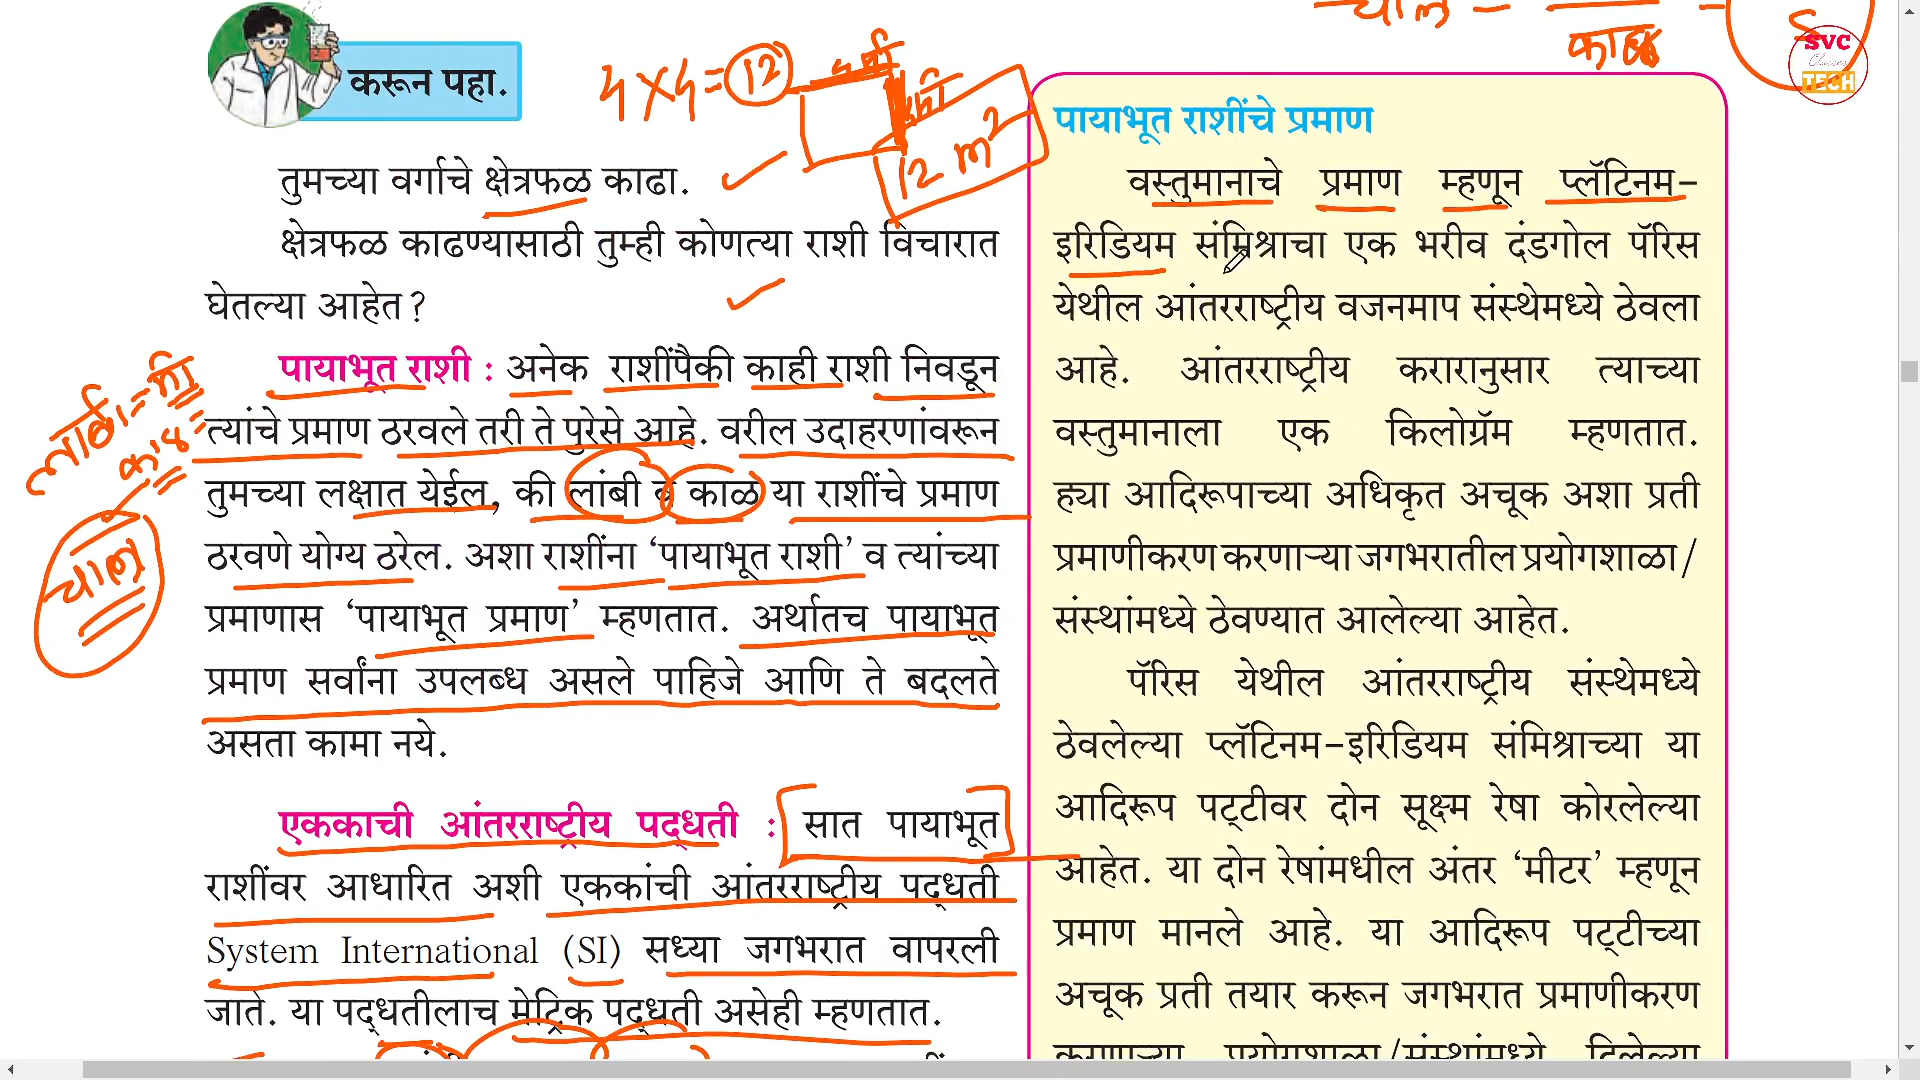 करून पहा.
4 x 4 = 12
12 m²
तुमच्या वर्गाचे क्षेत्रफळ काढा.
क्षेत्रफळ काढण्यासाठी तुम्ही कोणत्या राशी विचारात
घेतल्या आहेत?
पायाभूत राशी : अनेक राशींपैकी काही राशी निवडून
त्यांचे प्रमाण ठरवले तरी ते पुरेसे आहे. वरील उदाहरणांवरून
तुमच्या लक्षात येईल, की लांबी व काळ या राशींचे प्रमाण
ठरवणे योग्य ठरेल. अशा राशींना ‘पायाभूत राशी’ व त्यांच्या
प्रमाणास ‘पायाभूत प्रमाण’ म्हणतात. अर्थातच पायाभूत
प्रमाण सर्वांना उपलब्ध असले पाहिजे आणि ते बदलते
असता कामा नये.
चाल
एककाची आंतरराष्ट्रीय पद्धती : सात पायाभूत
राशींवर आधारित अशी एककांची आंतरराष्ट्रीय पद्धती
System International (SI) सध्या जगभरात वापरली
जाते. या पद्धतीलाच मेट्रिक पद्धती असेही म्हणतात.
चाल =
काळ
SVC
Classes
TECH
पायाभूत राशींचे प्रमाण
वस्तुमानाचे प्रमाण म्हणून प्लॅटिनम-
इरिडियम संमिश्राचा एक भरीव दंडगोल पॅरिस
येथील आंतरराष्ट्रीय वजनमाप संस्थेमध्ये ठेवला
आहे. आंतरराष्ट्रीय करारानुसार त्याच्या
वस्तुमानाला एक किलोग्रॅम म्हणतात.
ह्या आदिरूपाच्या अधिकृत अचूक अशा प्रती
प्रमाणीकरण करणाऱ्या जगभरातील प्रयोगशाळा/
संस्थांमध्ये ठेवण्यात आलेल्या आहेत.
पॅरिस येथील आंतरराष्ट्रीय संस्थेमध्ये
ठेवलेल्या प्लॅटिनम-इरिडियम संमिश्राच्या या
आदिरूप पट्टीवर दोन सूक्ष्म रेषा कोरलेल्या
आहेत. या दोन रेषांमधील अंतर ‘मीटर’ म्हणून
प्रमाण मानले आहे. या आदिरूप पट्टीच्या
अचूक प्रती तयार करून जगभरात प्रमाणीकरण
करणाऱ्या प्रयोगशाळा/संस्थांमध्ये दिलेल्या